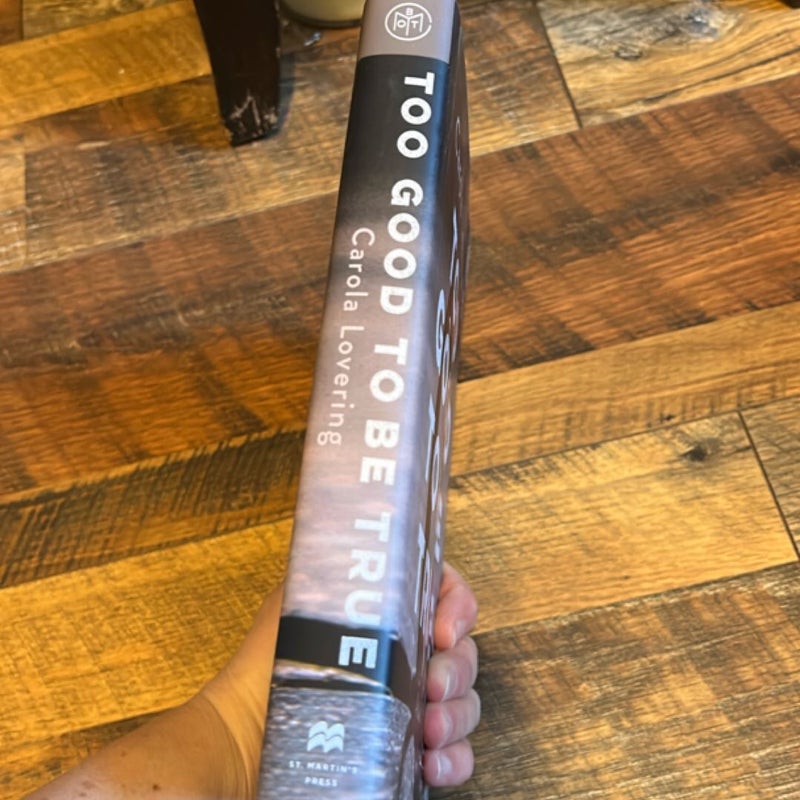 BOTM
TOO GOOD TO BE TRUE
Carola Lovering
ST. MARTIN'S
PRESS